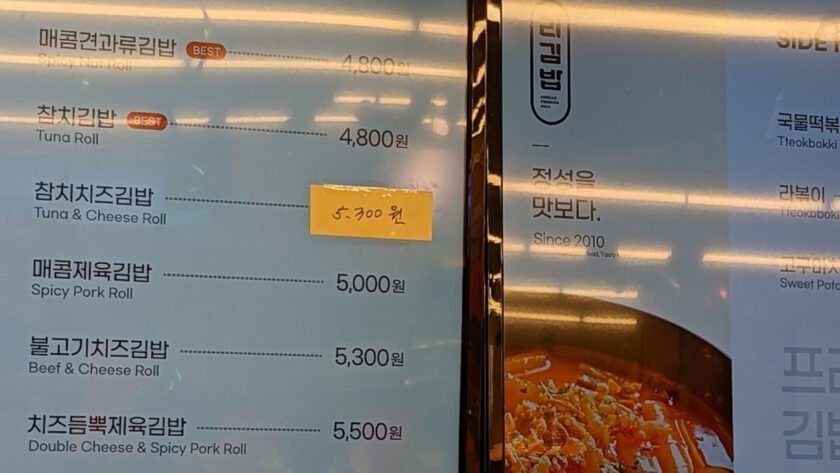 매콤견과류김밥 BEST 4,800원
Spicy Nut Roll
참치김밥 BEST 4,800원
Tuna Roll
참치치즈김밥 5.300원
Tuna & Cheese Roll
매콤제육김밥 5,000원
Spicy Pork Roll
불고기치즈김밥 5,300원
Beef & Cheese Roll
치즈듬뿍제육김밥 5,500원
Double Cheese & Spicy Pork Roll
리김밥
정성을
맛보다.
Since 2010
SIDE
국물떡볶
Tteokbokki
라볶이
고구마치
Sweet Pota
프리
김밥